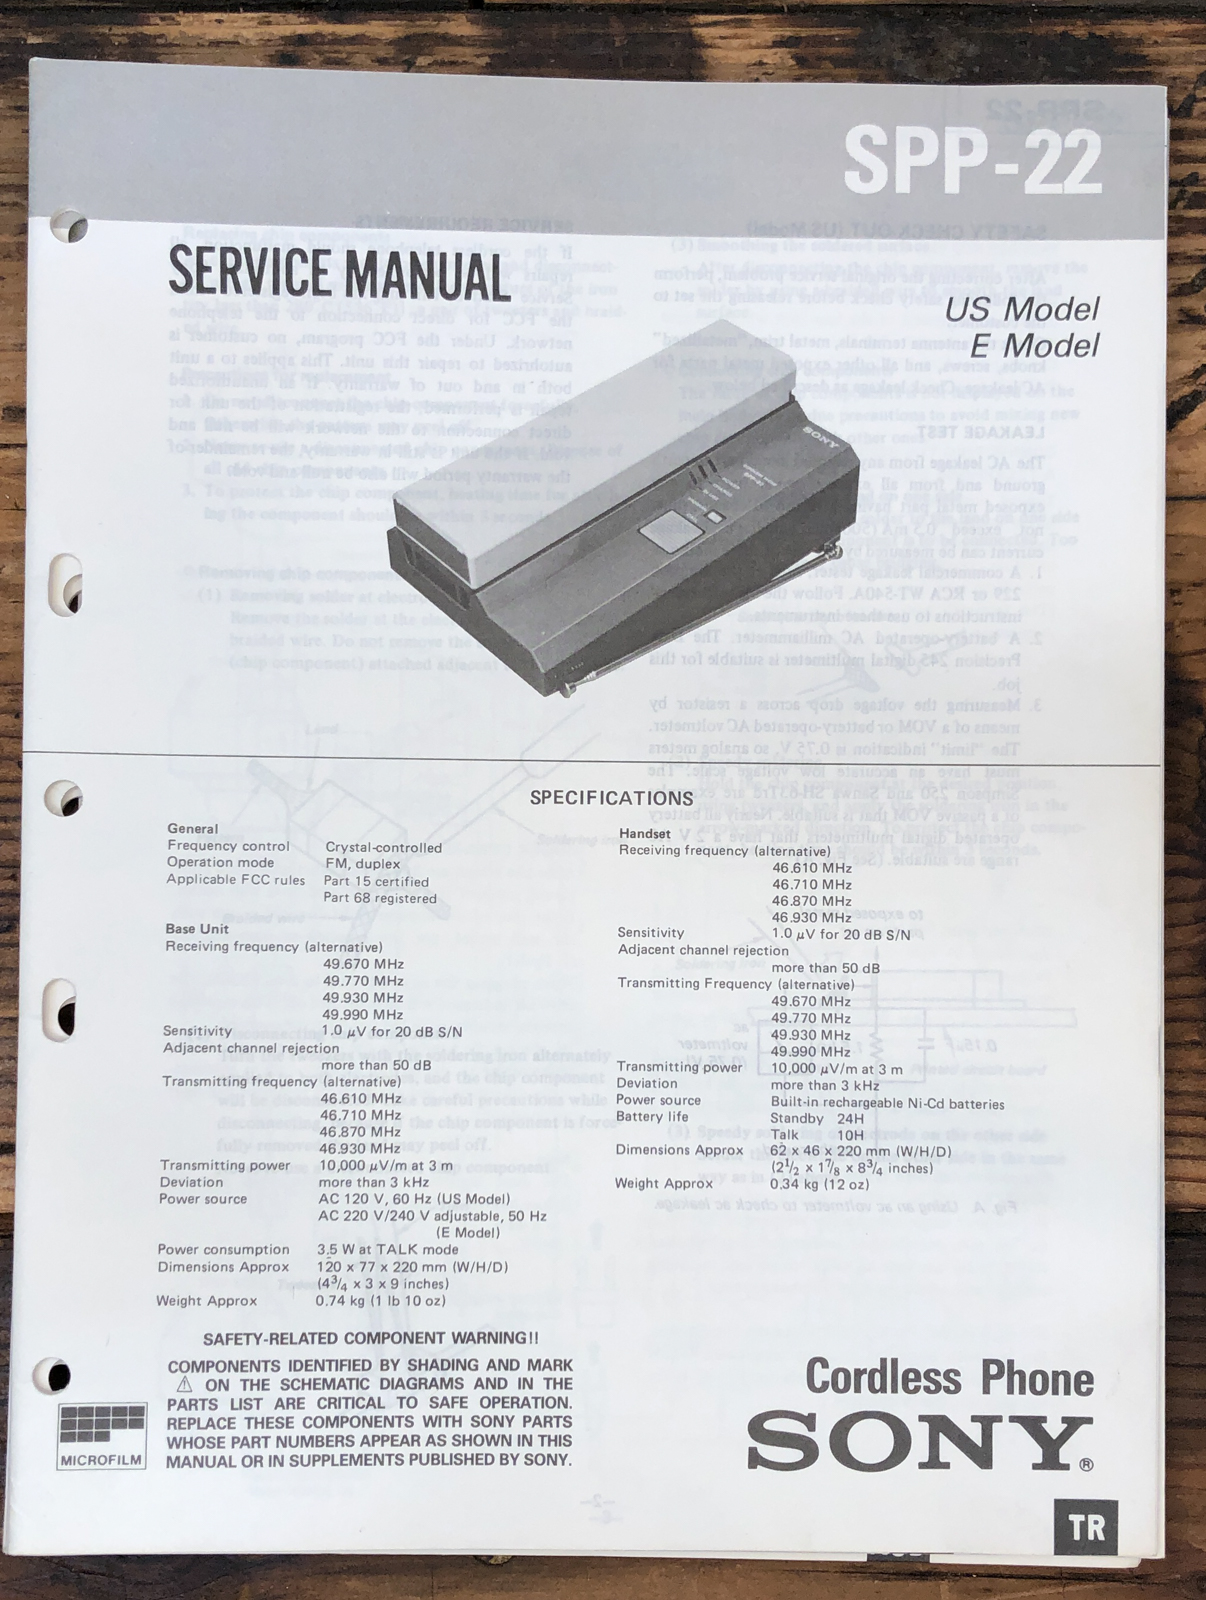 SPP-22
SERVICE MANUAL
US Model
E Model
SONY
SPECIFICATIONS
General
Frequency control Crystal-controlled
Operation mode FM, duplex
Applicable FCC rules Part 15 certified
Part 68 registered
Base Unit
Receiving frequency (alternative)
49.670 MHz
49.770 MHz
49.930 MHz
49.990 MHz
Sensitivity 1.0 μV for 20 dB S/N
Adjacent channel rejection
more than 50 dB
Transmitting frequency (alternative)
46.610 MHz
46.710 MHz
46.870 MHz
46.930 MHz
Transmitting power 10,000 μV/m at 3 m
Deviation more than 3 kHz
Power source AC 120 V, 60 Hz (US Model)
AC 220 V/240 V adjustable, 50 Hz
(E Model)
Power consumption 3.5 W at TALK mode
Dimensions Approx 120 x 77 x 220 mm (W/H/D)
(4 3/4 x 3 x 9 inches)
Weight Approx 0.74 kg (1 lb 10 oz)
Handset
Receiving frequency (alternative)
46.610 MHz
46.710 MHz
46.870 MHz
46.930 MHz
Sensitivity 1.0 μV for 20 dB S/N
Adjacent channel rejection
more than 50 dB
Transmitting Frequency (alternative)
49.670 MHz
49.770 MHz
49.930 MHz
49.990 MHz
Transmitting power 10,000 μV/m at 3 m
Deviation more than 3 kHz
Power source Built-in rechargeable Ni-Cd batteries
Battery life Standby 24H
Talk 10H
Dimensions Approx 62 x 46 x 220 mm (W/H/D)
(2 1/2 x 1 7/8 x 8 3/4 inches)
Weight Approx 0.34 kg (12 oz)
SAFETY-RELATED COMPONENT WARNING!!
COMPONENTS IDENTIFIED BY SHADING AND MARK
⚠ ON THE SCHEMATIC DIAGRAMS AND IN THE
PARTS LIST ARE CRITICAL TO SAFE OPERATION.
REPLACE THESE COMPONENTS WITH SONY PARTS
WHOSE PART NUMBERS APPEAR AS SHOWN IN THIS
MANUAL OR IN SUPPLEMENTS PUBLISHED BY SONY.
MICROFILM
Cordless Phone
SONY®
TR